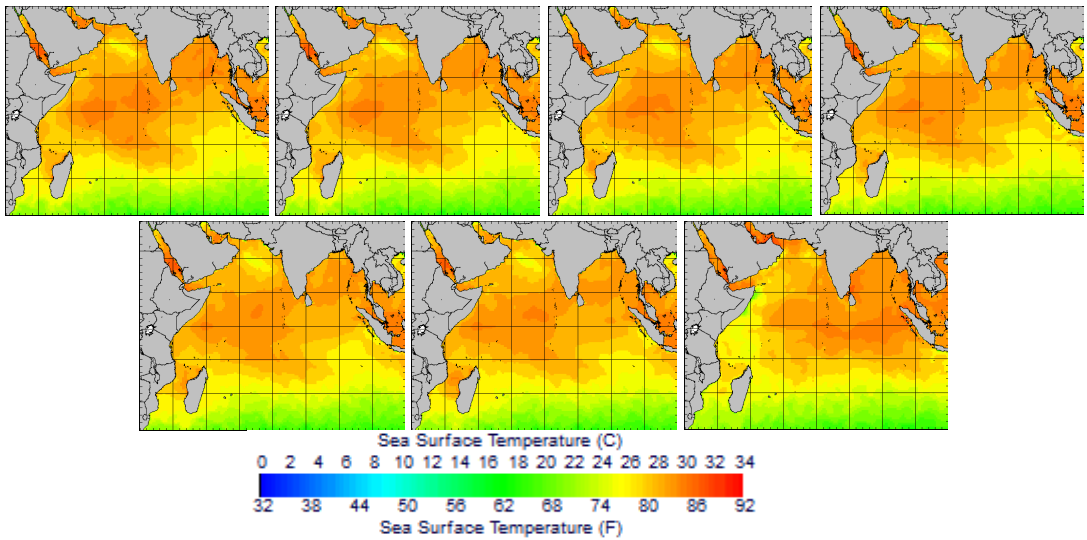 Sea Surface Temperature (C)
0 2 4 6 8 10 12 14 16 18 20 22 24 26 28 30 32 34
32 38 44 50 56 62 68 74 80 86 92
Sea Surface Temperature (F)